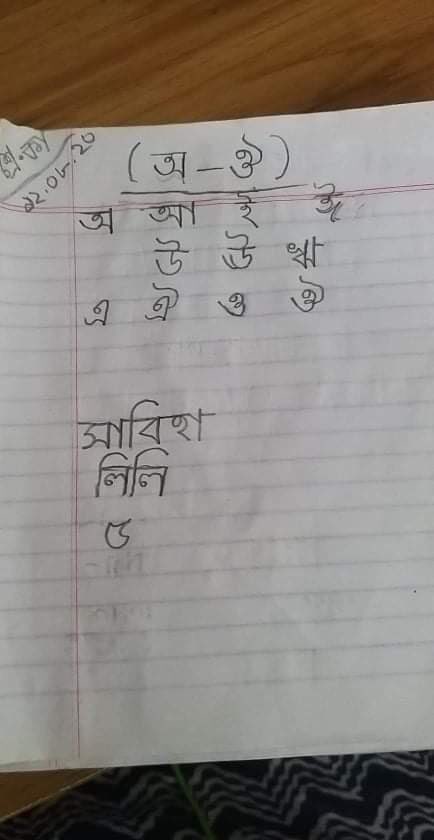 শ্রে.কা
১২.০৮.২০
(অ - ঔ)
অ আ ই ঈ
উ ঊ ঋ
এ ঐ ও ঔ
সাবিহা
লিলি
৫